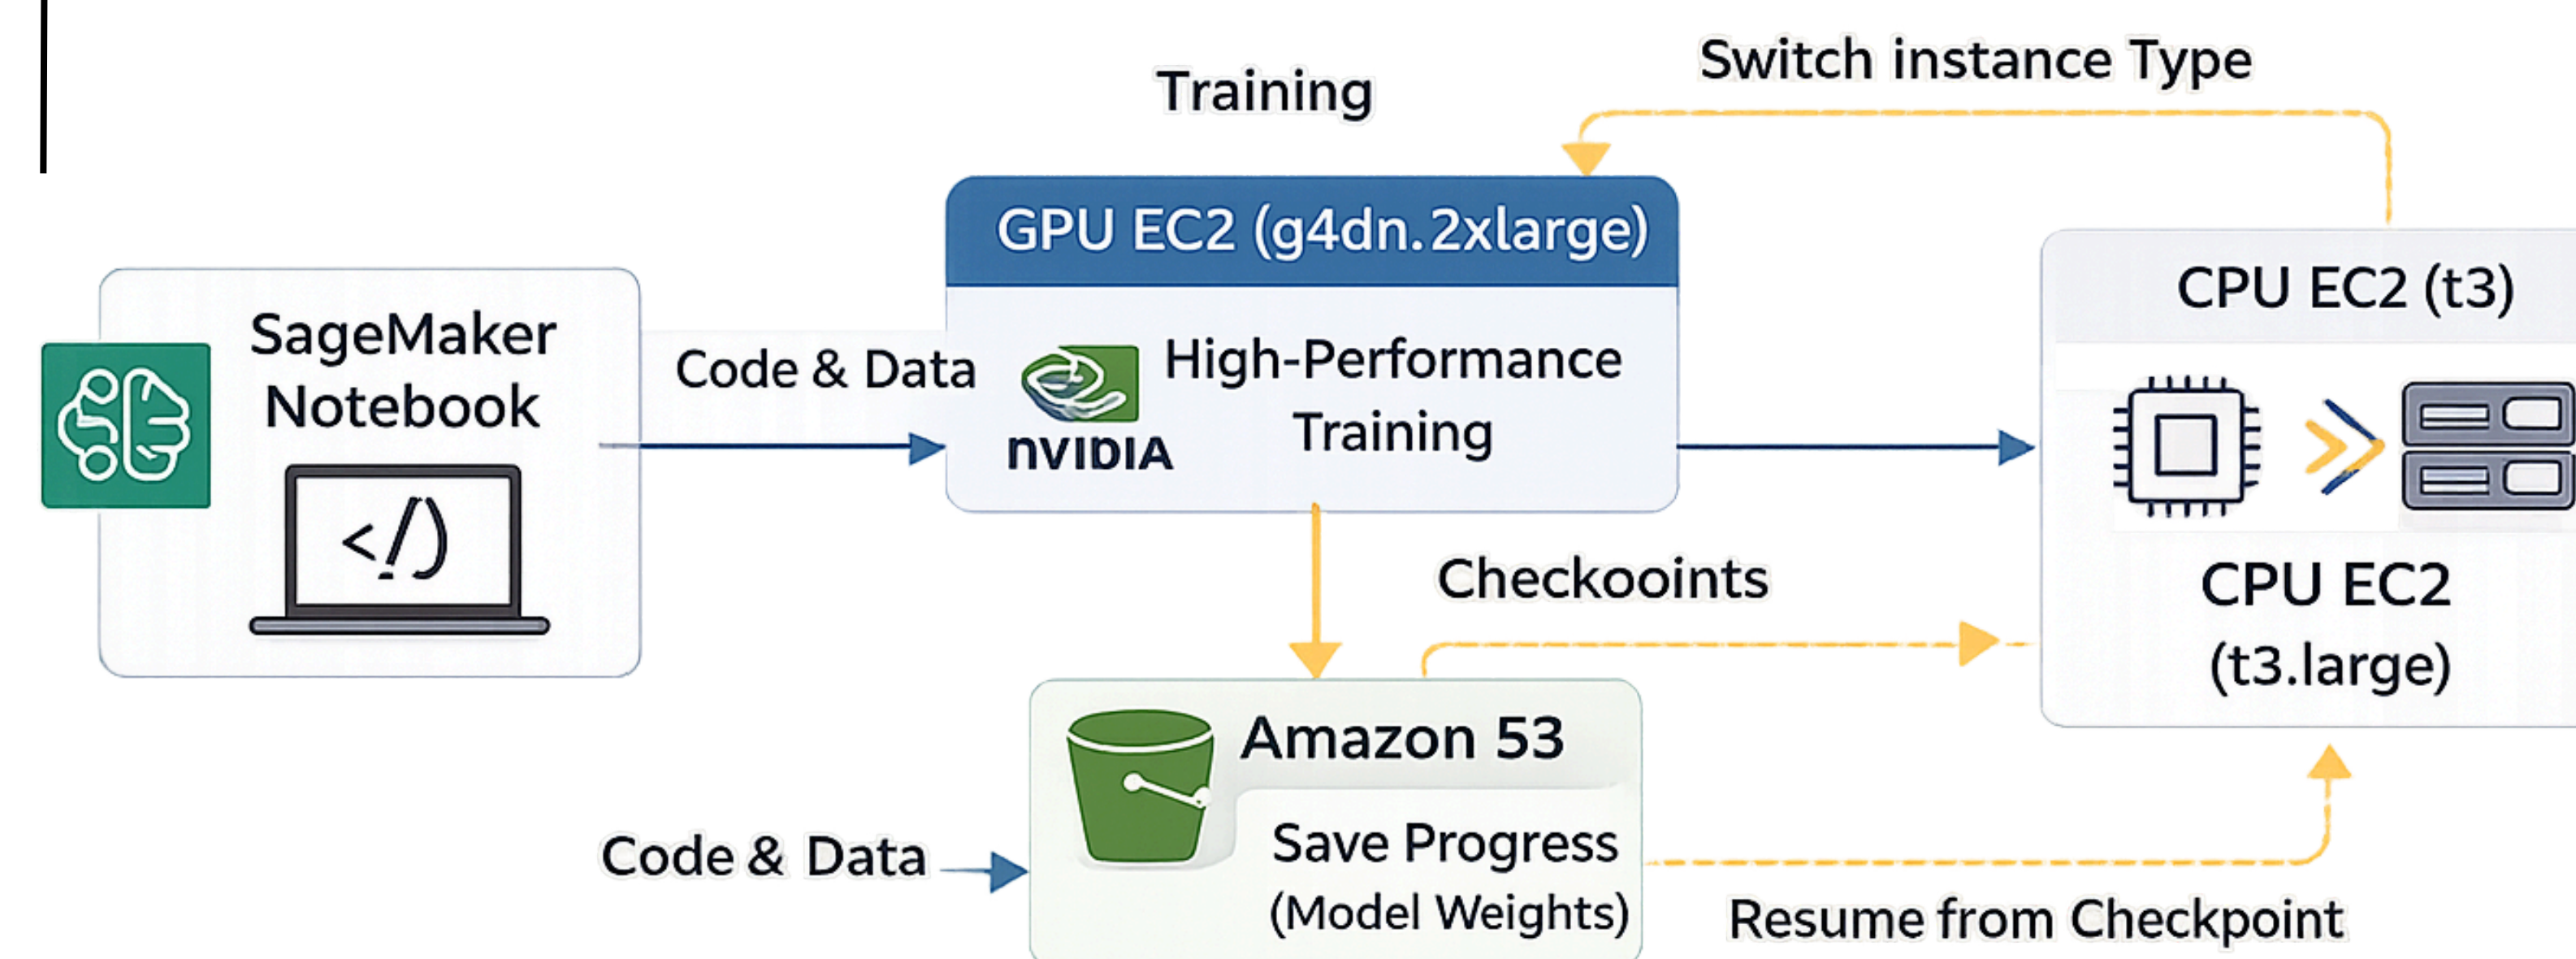 Switch instance Type
Training
GPU EC2 (g4dn.2xlarge)
CPU EC2 (t3)
SageMaker
Notebook
</)
Code & Data
nVIDIA
High-Performance
Training
CPU EC2
(t3.large)
Checkooints
Amazon 53
Save Progress
(Model Weights)
Code & Data
Resume from Checkpoint